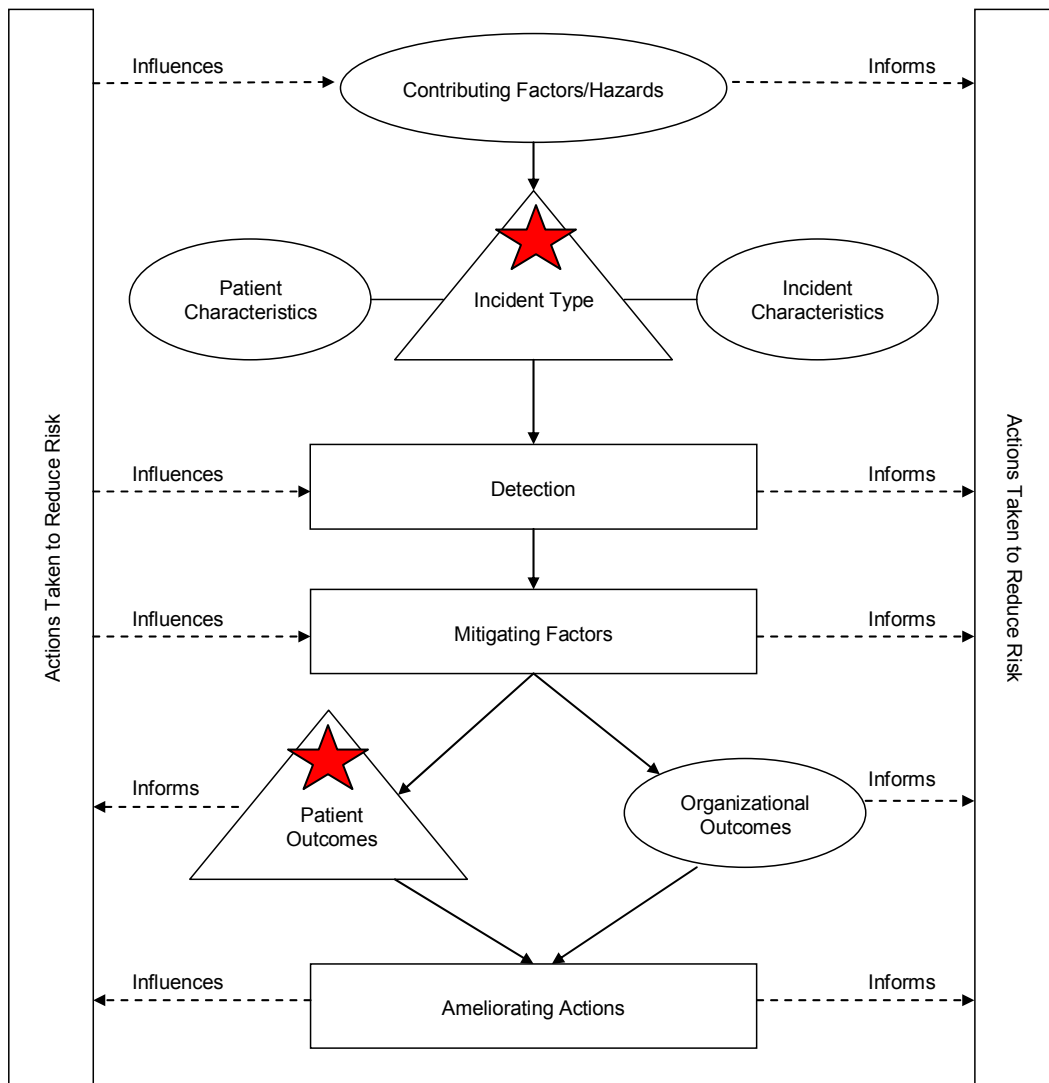 Influences
Contributing Factors/Hazards
Informs
Patient
Characteristics
Incident Type
Incident
Characteristics
Actions Taken to Reduce Risk
Actions Taken to Reduce Risk
Influences
Detection
Informs
Influences
Mitigating Factors
Informs
Informs
Patient
Outcomes
Organizational
Outcomes
Informs
Influences
Ameliorating Actions
Informs